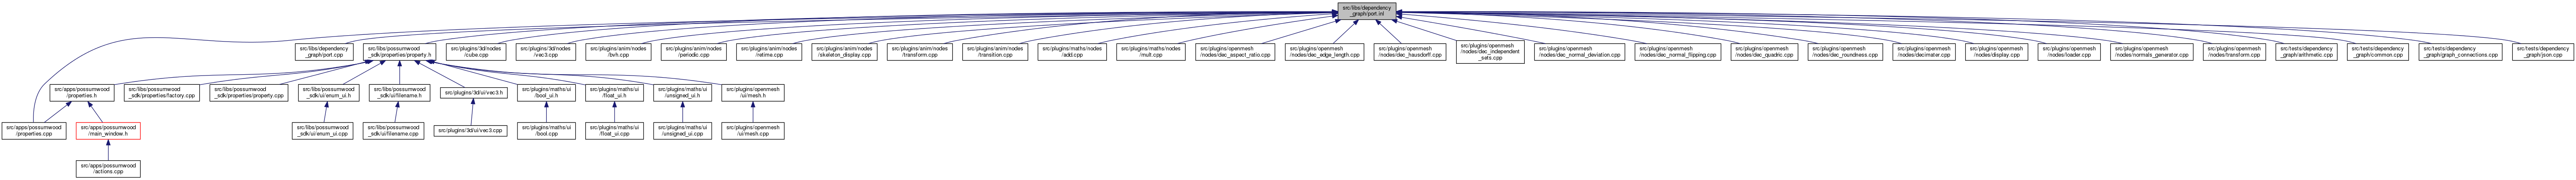 src/libs/dependency
_graph/port.inl
src/libs/dependency
_graph/port.cpp
src/libs/possumwood
_sdk/properties/property.h
src/plugins/3d/nodes
/cube.cpp
src/plugins/3d/nodes
/vec3.cpp
src/plugins/anim/nodes
/bvh.cpp
src/plugins/anim/nodes
/periodic.cpp
src/plugins/anim/nodes
/retime.cpp
src/plugins/anim/nodes
/skeleton_display.cpp
src/plugins/anim/nodes
/transform.cpp
src/plugins/anim/nodes
/transition.cpp
src/plugins/maths/nodes
/add.cpp
src/plugins/maths/nodes
/mult.cpp
src/plugins/openmesh
/nodes/dec_aspect_ratio.cpp
src/plugins/openmesh
/nodes/dec_edge_length.cpp
src/plugins/openmesh
/nodes/dec_hausdorff.cpp
src/plugins/openmesh
/nodes/dec_independent
_sets.cpp
src/plugins/openmesh
/nodes/dec_normal_deviation.cpp
src/plugins/openmesh
/nodes/dec_normal_flipping.cpp
src/plugins/openmesh
/nodes/dec_quadric.cpp
src/plugins/openmesh
/nodes/dec_roundness.cpp
src/plugins/openmesh
/nodes/decimater.cpp
src/plugins/openmesh
/nodes/display.cpp
src/plugins/openmesh
/nodes/loader.cpp
src/plugins/openmesh
/nodes/normals_generator.cpp
src/plugins/openmesh
/nodes/transform.cpp
src/tests/dependency
_graph/arithmetic.cpp
src/tests/dependency
_graph/common.cpp
src/tests/dependency
_graph/graph_connections.cpp
src/tests/dependency
_graph/json.cpp
src/apps/possumwood
/properties.h
src/libs/possumwood
_sdk/properties/factory.cpp
src/libs/possumwood
_sdk/properties/property.cpp
src/libs/possumwood
_sdk/ui/enum_ui.h
src/libs/possumwood
_sdk/ui/filename.h
src/plugins/3d/ui/vec3.h
src/plugins/maths/ui
/bool_ui.h
src/plugins/maths/ui
/float_ui.h
src/plugins/maths/ui
/unsigned_ui.h
src/plugins/openmesh
/ui/mesh.h
src/apps/possumwood
/properties.cpp
src/apps/possumwood
/main_window.h
src/libs/possumwood
_sdk/ui/enum_ui.cpp
src/libs/possumwood
_sdk/ui/filename.cpp
src/plugins/3d/ui/vec3.cpp
src/plugins/maths/ui
/bool.cpp
src/plugins/maths/ui
/float_ui.cpp
src/plugins/maths/ui
/unsigned_ui.cpp
src/plugins/openmesh
/ui/mesh.cpp
src/apps/possumwood
/actions.cpp